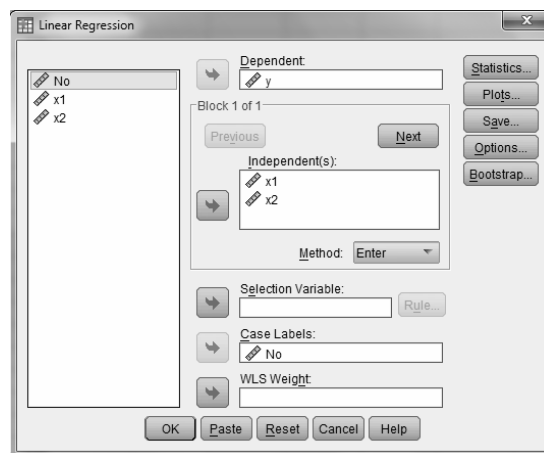 Linear Regression
x
No
x1
x2
Dependent:
y
Block 1 of 1
Previous
Next
Independent(s):
x1
x2
Method:
Enter
Selection Variable:
Rule...
Case Labels:
No
WLS Weight:
Statistics...
Plots...
Save...
Options...
Bootstrap...
OK
Paste
Reset
Cancel
Help